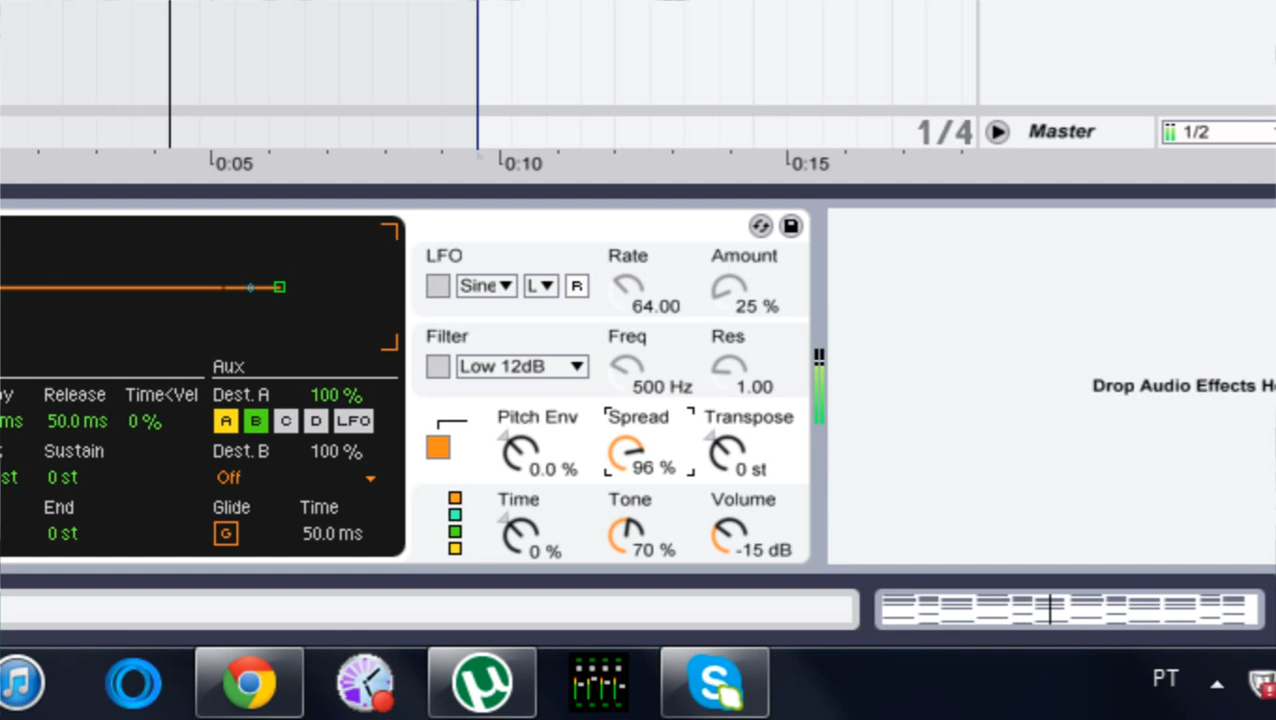 1/4 Master 1/2
0:05 0:10 0:15
LFO Rate Amount
Sine L R 64.00 25 %
Filter Freq Res
Low 12dB 500 Hz 1.00
Aux
Release Time<Vel Dest. A 100 %
ms 50.0 ms 0 % A B C D LFO
Sustain Dest. B 100 %
st 0 st Off
End Glide Time
0 st G 50.0 ms
Pitch Env Spread Transpose
0.0 % 96 % 0 st
Time Tone Volume
0 % 70 % -15 dB
Drop Audio Effects He
PT